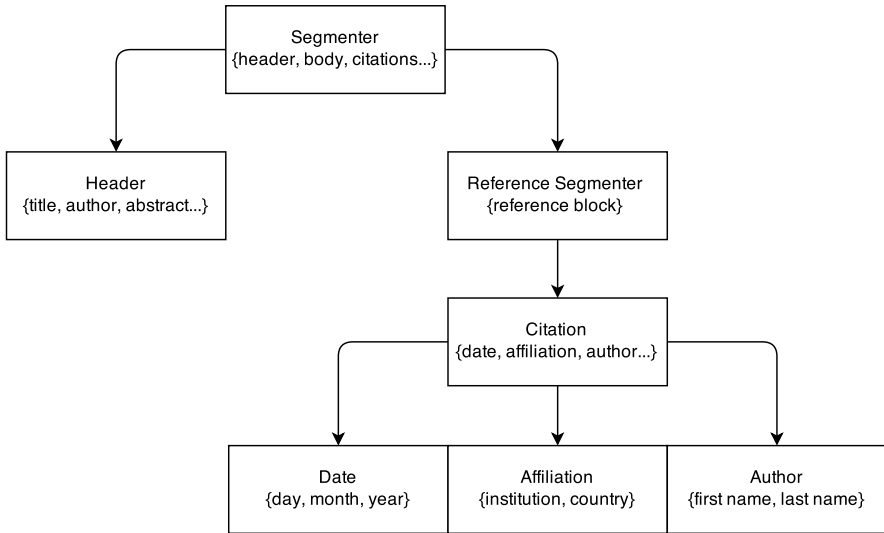 Segmenter
{header, body, citations...}
Header
{title, author, abstract...}
Reference Segmenter
{reference block}
Citation
{date, affiliation, author...}
Date
{day, month, year}
Affiliation
{institution, country}
Author
{first name, last name}